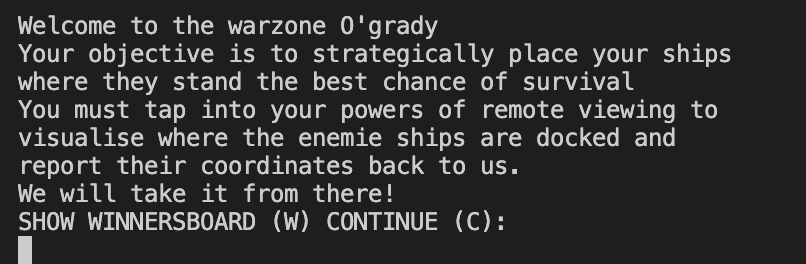 Welcome to the warzone O'grady
Your objective is to strategically place your ships
where they stand the best chance of survival
You must tap into your powers of remote viewing to
visualise where the enemie ships are docked and
report their coordinates back to us.
We will take it from there!
SHOW WINNERSBOARD (W) CONTINUE (C):